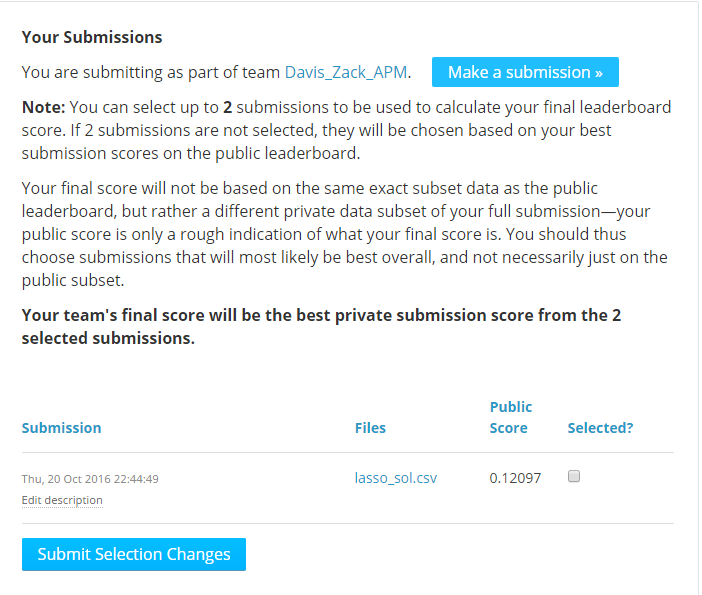 Your Submissions
You are submitting as part of team Davis_Zack_APM. Make a submission »
Note: You can select up to 2 submissions to be used to calculate your final leaderboard
score. If 2 submissions are not selected, they will be chosen based on your best
submission scores on the public leaderboard.
Your final score will not be based on the same exact subset data as the public
leaderboard, but rather a different private data subset of your full submission—your
public score is only a rough indication of what your final score is. You should thus
choose submissions that will most likely be best overall, and not necessarily just on the
public subset.
Your team's final score will be the best private submission score from the 2
selected submissions.
Submission Files Public Score Selected?
Thu, 20 Oct 2016 22:44:49 lasso_sol.csv 0.12097
Edit description
Submit Selection Changes